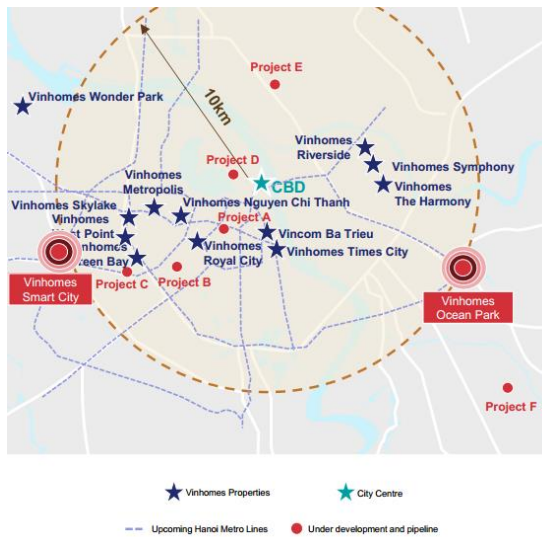 Project E
Vinhomes Wonder Park
10km
Vinhomes
Riverside
Project D
Vinhomes Symphony
Vinhomes
Metropolis
CBD
Vinhomes
The Harmony
Vinhomes Skylake
Vinhomes Nguyen Chi Thanh
Vinhomes
Project A
Point
Vincom Ba Trieu
Vinhomes
Royal City
Vinhomes Times City
Bay
Vinhomes
Smart City
Project C
Project B
Vinhomes
Ocean Park
Project F
Vinhomes Properties
City Centre
Upcoming Hanoi Metro Lines
Under development and pipeline